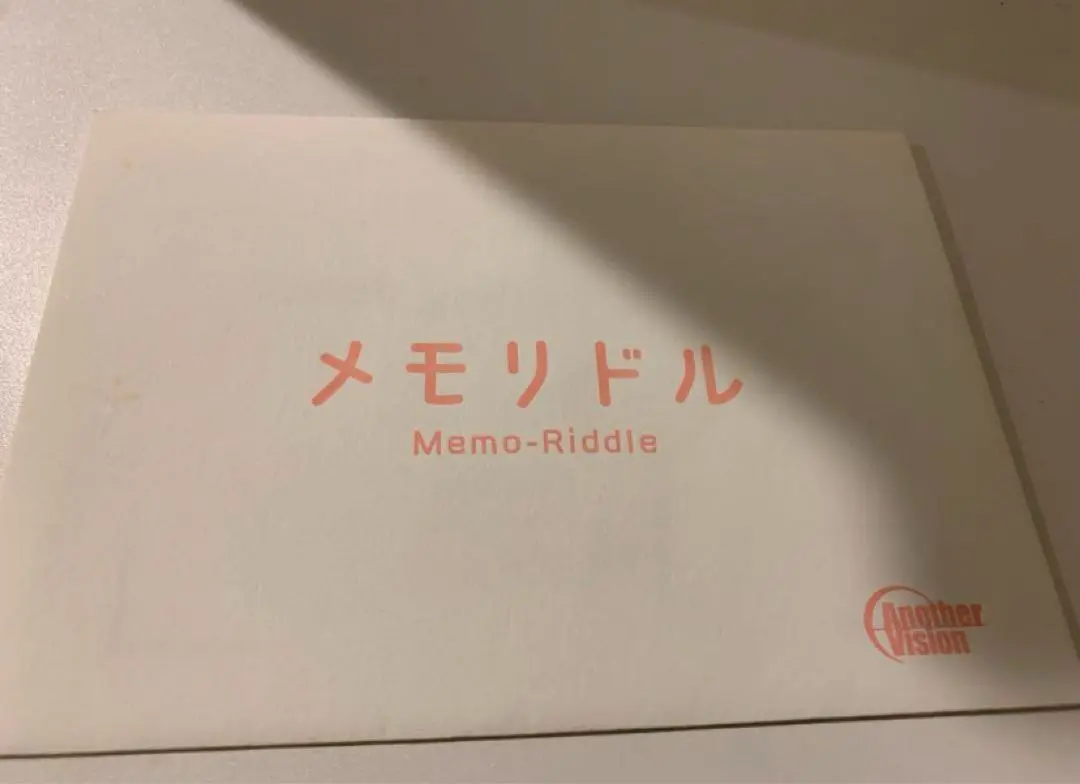 メモリドル
Memo-Riddle
Another
Vision